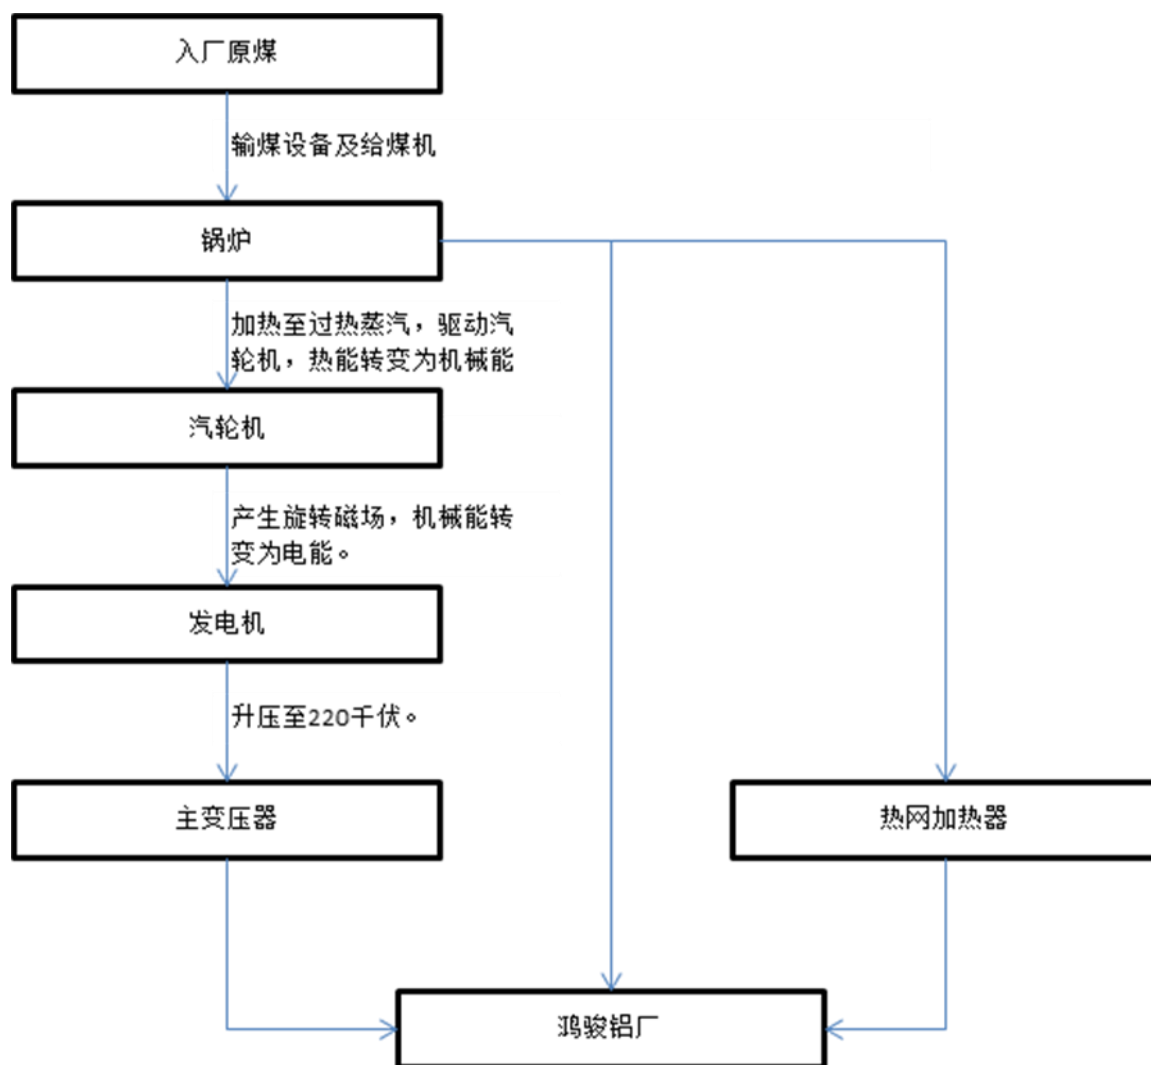 入厂原煤
输煤设备及给煤机
锅炉
加热至过热蒸汽，驱动汽
轮机，热能转变为机械能
汽轮机
产生旋转磁场，机械能转
变为电能。
发电机
升压至220千伏。
主变压器
热网加热器
鸿骏铝厂